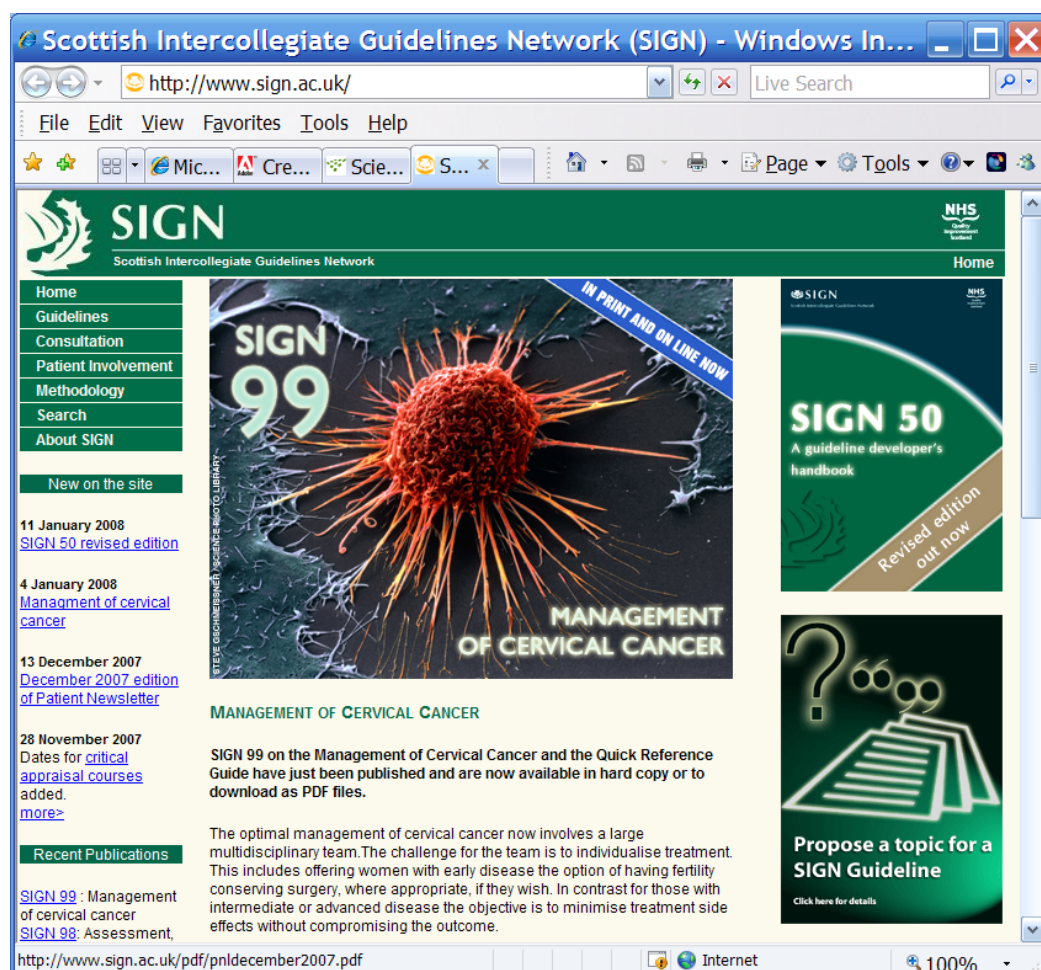 Scottish Intercollegiate Guidelines Network (SIGN) - Windows In...
http://www.sign.ac.uk/
Live Search
File Edit View Favorites Tools Help
Mic... Cre... Scie... S... x
Page Tools
SIGN
Scottish Intercollegiate Guidelines Network
NHS
Quality
Improvement
Scotland
Home
Home
Guidelines
Consultation
Patient Involvement
Methodology
Search
About SIGN
New on the site
11 January 2008
SIGN 50 revised edition
4 January 2008
Managment of cervical
cancer
13 December 2007
December 2007 edition
of Patient Newsletter
28 November 2007
Dates for critical
appraisal courses
added.
more>
Recent Publications
SIGN 99 : Management
of cervical cancer
SIGN 98: Assessment,
SIGN
99
IN PRINT AND ON LINE NOW
STEVE GSCHMEISSNER / SCIENCE PHOTO LIBRARY
MANAGEMENT
OF CERVICAL CANCER
MANAGEMENT OF CERVICAL CANCER
SIGN 99 on the Management of Cervical Cancer and the Quick Reference
Guide have just been published and are now available in hard copy or to
download as PDF files.
The optimal management of cervical cancer now involves a large
multidisciplinary team.The challenge for the team is to individualise treatment.
This includes offering women with early disease the option of having fertility
conserving surgery, where appropriate, if they wish. In contrast for those with
intermediate or advanced disease the objective is to minimise treatment side
effects without compromising the outcome.
SIGN
Scottish Intercollegiate Guidelines Network
NHS
SIGN 50
A guideline developer's
handbook
Revised edition
out now
Propose a topic for a
SIGN Guideline
Click here for details
http://www.sign.ac.uk/pdf/pnldecember2007.pdf
Internet
100%